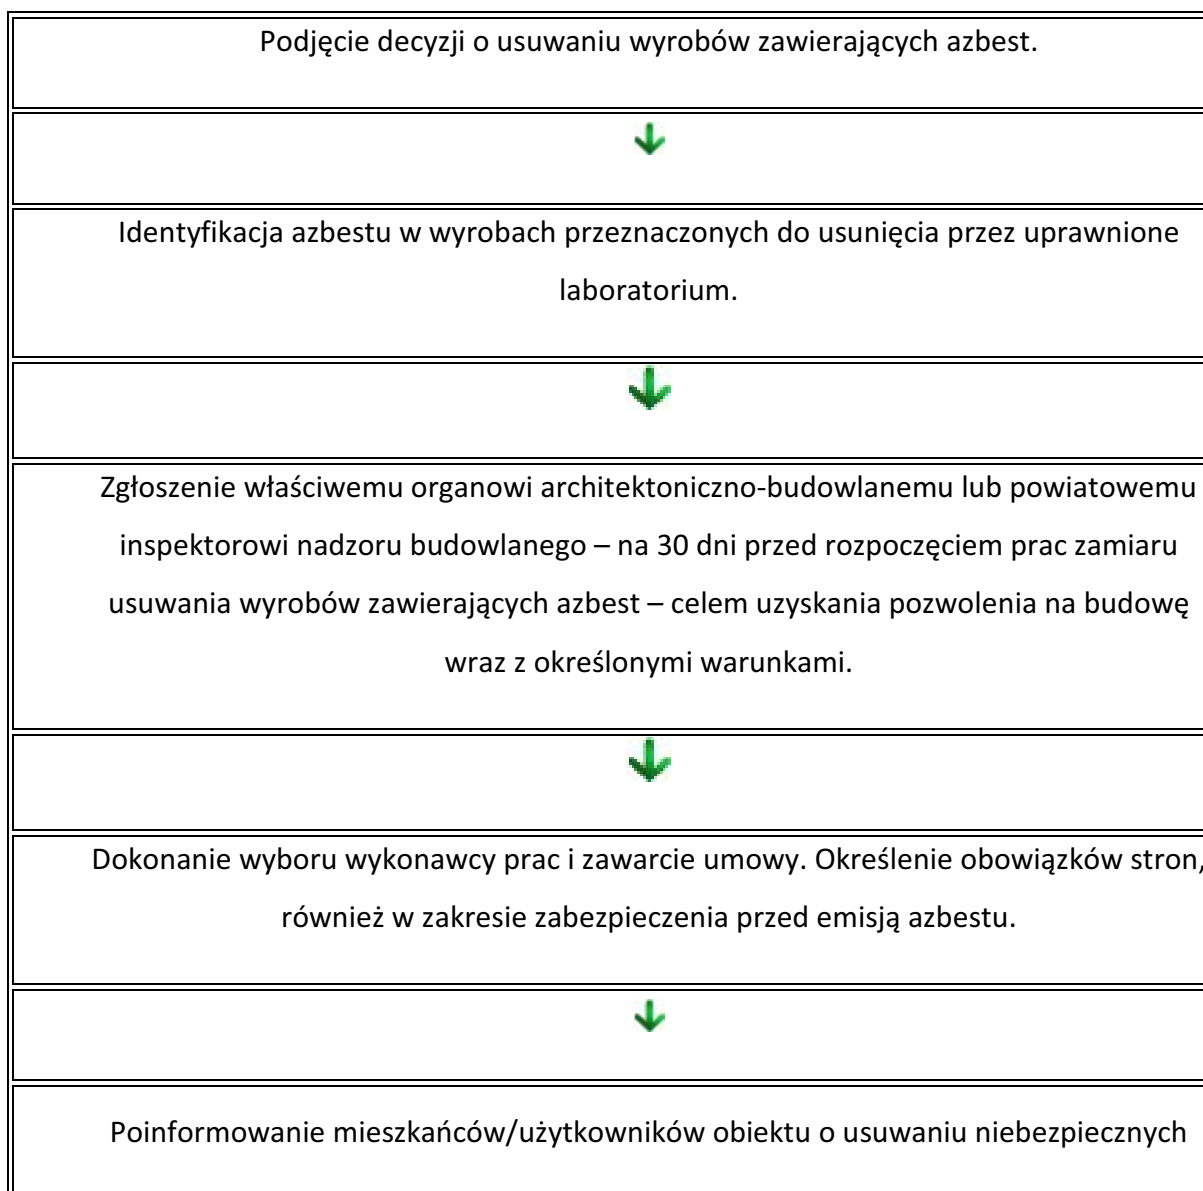 Podjęcie decyzji o usuwaniu wyrobów zawierających azbest.
Identyfikacja azbestu w wyrobach przeznaczonych do usunięcia przez uprawnione
laboratorium.
Zgłoszenie właściwemu organowi architektoniczno-budowlanemu lub powiatowemu
inspektorowi nadzoru budowlanego – na 30 dni przed rozpoczęciem prac zamiaru
usuwania wyrobów zawierających azbest – celem uzyskania pozwolenia na budowę
wraz z określonymi warunkami.
Dokonanie wyboru wykonawcy prac i zawarcie umowy. Określenie obowiązków stron,
również w zakresie zabezpieczenia przed emisją azbestu.
Poinformowanie mieszkańców/użytkowników obiektu o usuwaniu niebezpiecznych